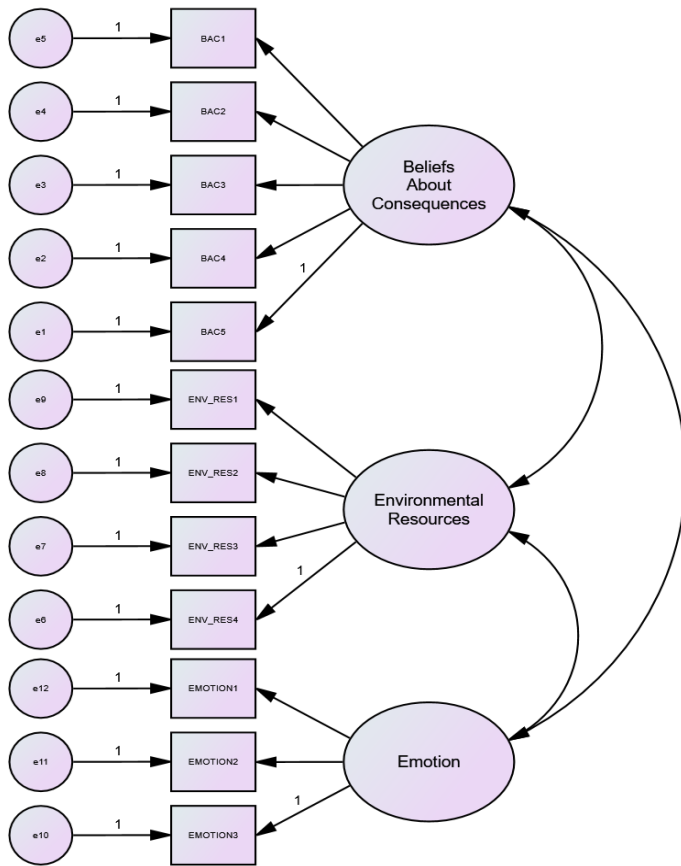 e5
1
BAC1
e4
1
BAC2
Beliefs
About
Consequences
e3
1
BAC3
e2
1
BAC4
1
e1
1
BAC5
e9
1
ENV_RES1
e8
1
ENV_RES2
Environmental
Resources
e7
1
ENV_RES3
1
e6
1
ENV_RES4
e12
1
EMOTION1
e11
1
EMOTION2
Emotion
1
e10
1
EMOTION3